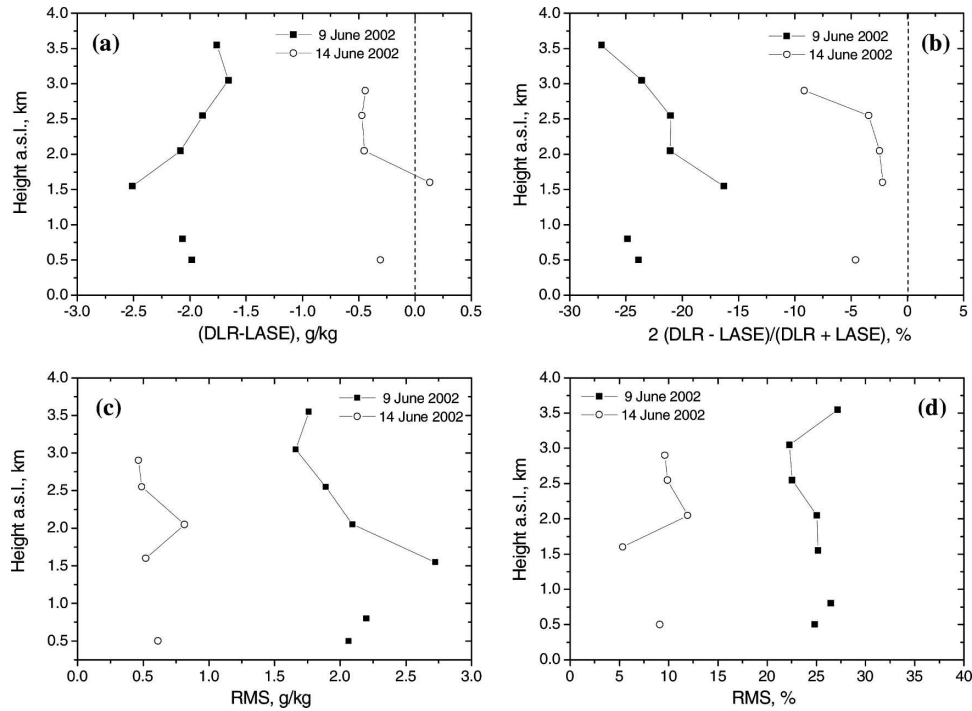 (a)
9 June 2002
14 June 2002
4.0
3.5
3.0
2.5
2.0
1.5
1.0
0.5
0.0
Height a.s.l., km
-3.0 -2.5 -2.0 -1.5 -1.0 -0.5 0.0 0.5
(DLR-LASE), g/kg
(b)
9 June 2002
14 June 2002
4.0
3.5
3.0
2.5
2.0
1.5
1.0
0.5
0.0
Height a.s.l., km
-30 -25 -20 -15 -10 -5 0 5
2 (DLR - LASE)/(DLR + LASE), %
(c)
9 June 2002
14 June 2002
4.0
3.5
3.0
2.5
2.0
1.5
1.0
0.5
Height a.s.l., km
0.0 0.5 1.0 1.5 2.0 2.5 3.0
RMS, g/kg
(d)
9 June 2002
14 June 2002
4.0
3.5
3.0
2.5
2.0
1.5
1.0
0.5
0.0
Height a.s.l., km
0 5 10 15 20 25 30 35 40
RMS, %